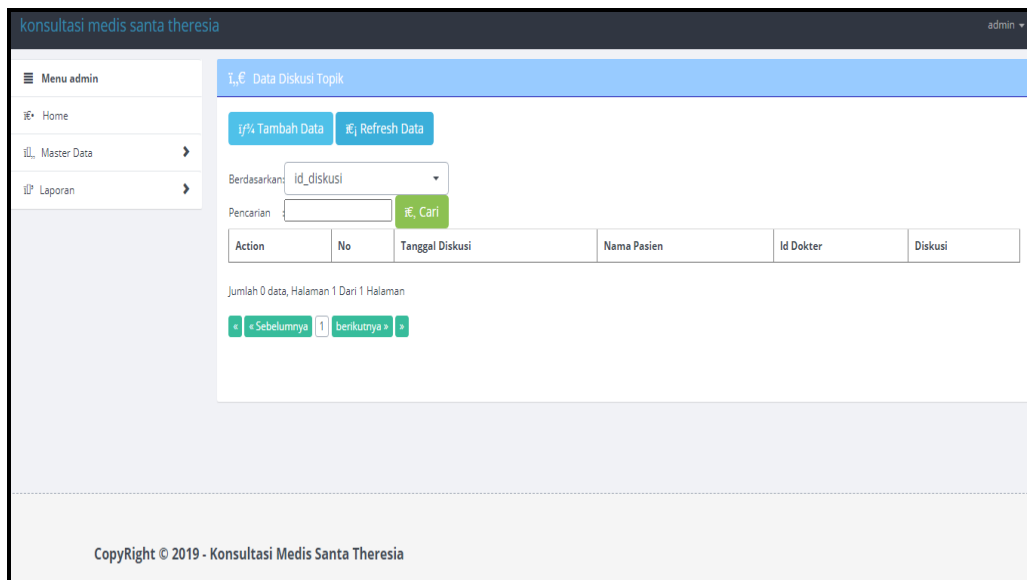 konsultasi medis santa theresia
admin
Menu admin
Home
Master Data
Laporan
ï„€ Data Diskusi Topik
ïƒ¾ Tambah Data
ï€¡ Refresh Data
Berdasarkan:
id_diskusi
Pencarian :
ï€‚ Cari
Action No Tanggal Diskusi Nama Pasien Id Dokter Diskusi
Jumlah 0 data, Halaman 1 Dari 1 Halaman
« « Sebelumnya 1 berikutnya » »
CopyRight © 2019 - Konsultasi Medis Santa Theresia